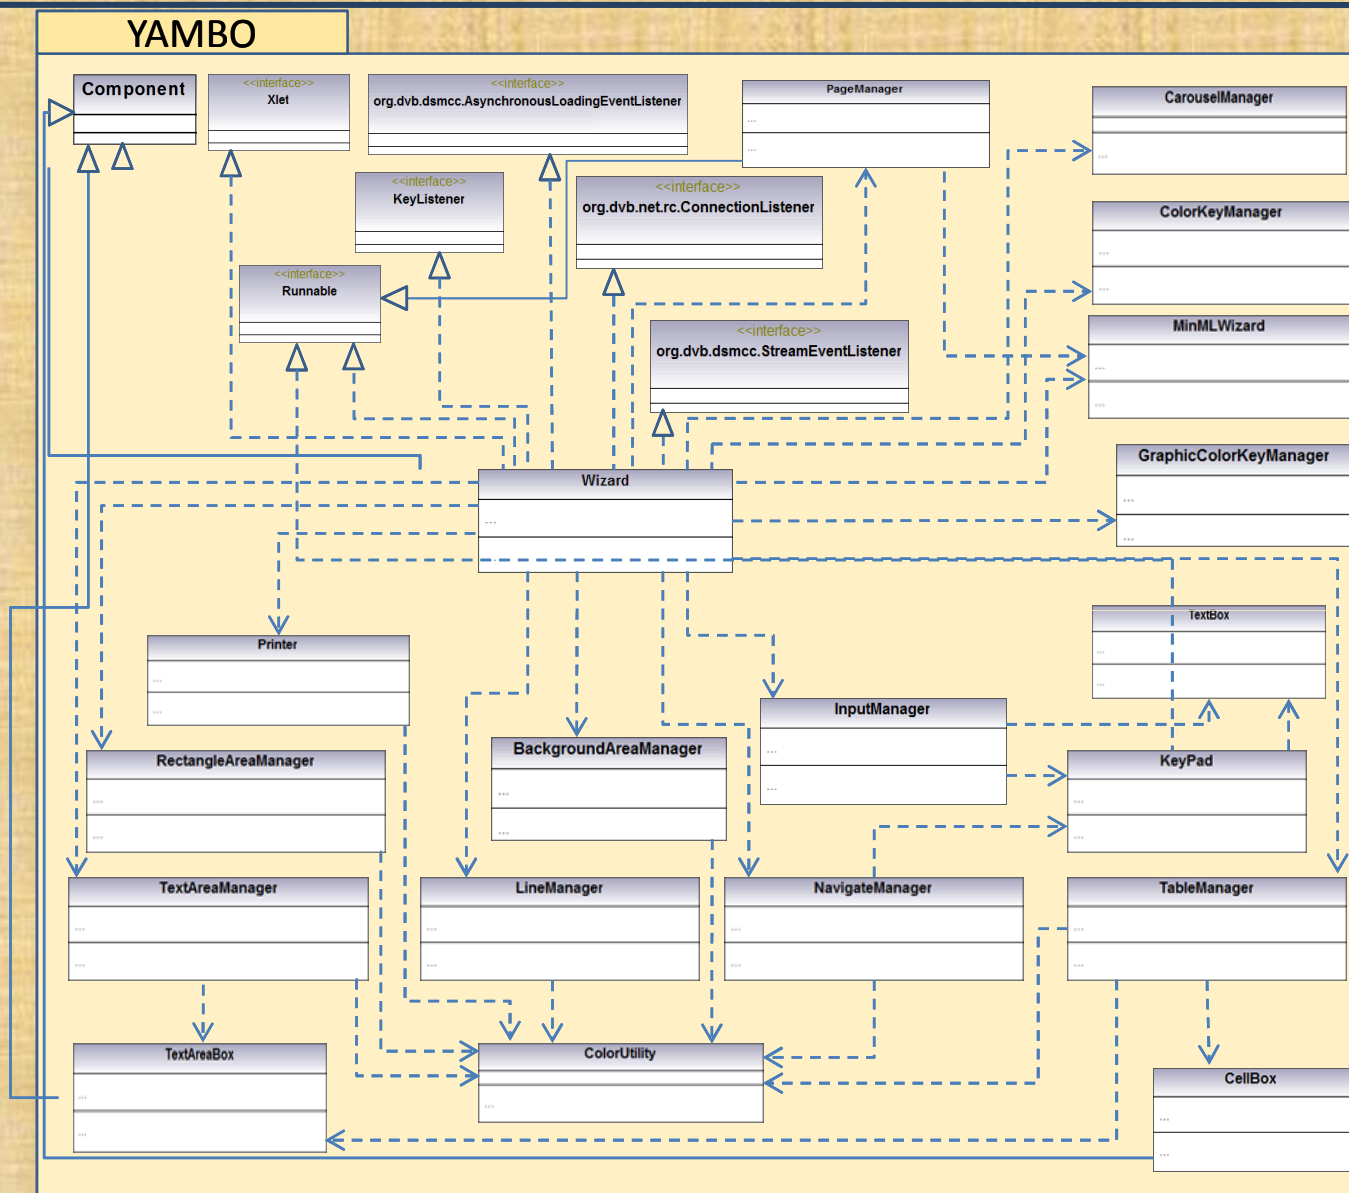 YAMBO
Component
<<interface>>
Xlet
<<interface>>
org.dvb.dsmcc.AsynchronousLoadingEventListener
PageManager
...
...
CarouselManager
...
<<interface>>
KeyListener
<<interface>>
org.dvb.net.rc.ConnectionListener
ColorKeyManager
...
...
<<interface>>
Runnable
<<interface>>
org.dvb.dsmcc.StreamEventListener
MinMLWizard
...
...
GraphicColorKeyManager
...
...
Wizard
...
TextBox
...
...
Printer
...
...
InputManager
...
...
BackgroundAreaManager
...
...
RectangleAreaManager
...
...
KeyPad
...
...
TextAreaManager
...
...
LineManager
...
...
NavigateManager
...
...
TableManager
...
...
TextAreaBox
...
...
ColorUtility
...
CellBox
...
...